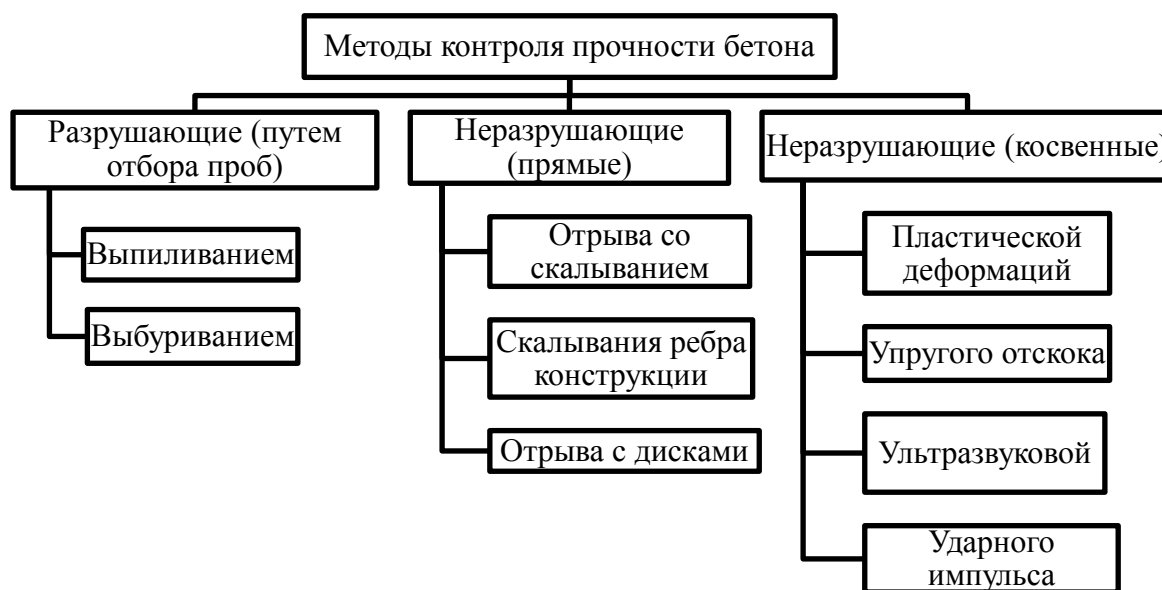 Методы контроля прочности бетона
Разрушающие (путем
отбора проб)
Выпиливанием
Выбуриванием
Неразрушающие
(прямые)
Отрыва со
скалыванием
Скалывания ребра
конструкции
Отрыва с дисками
Неразрушающие (косвенные)
Пластической
деформаций
Упругого отскока
Ультразвуковой
Ударного
импульса